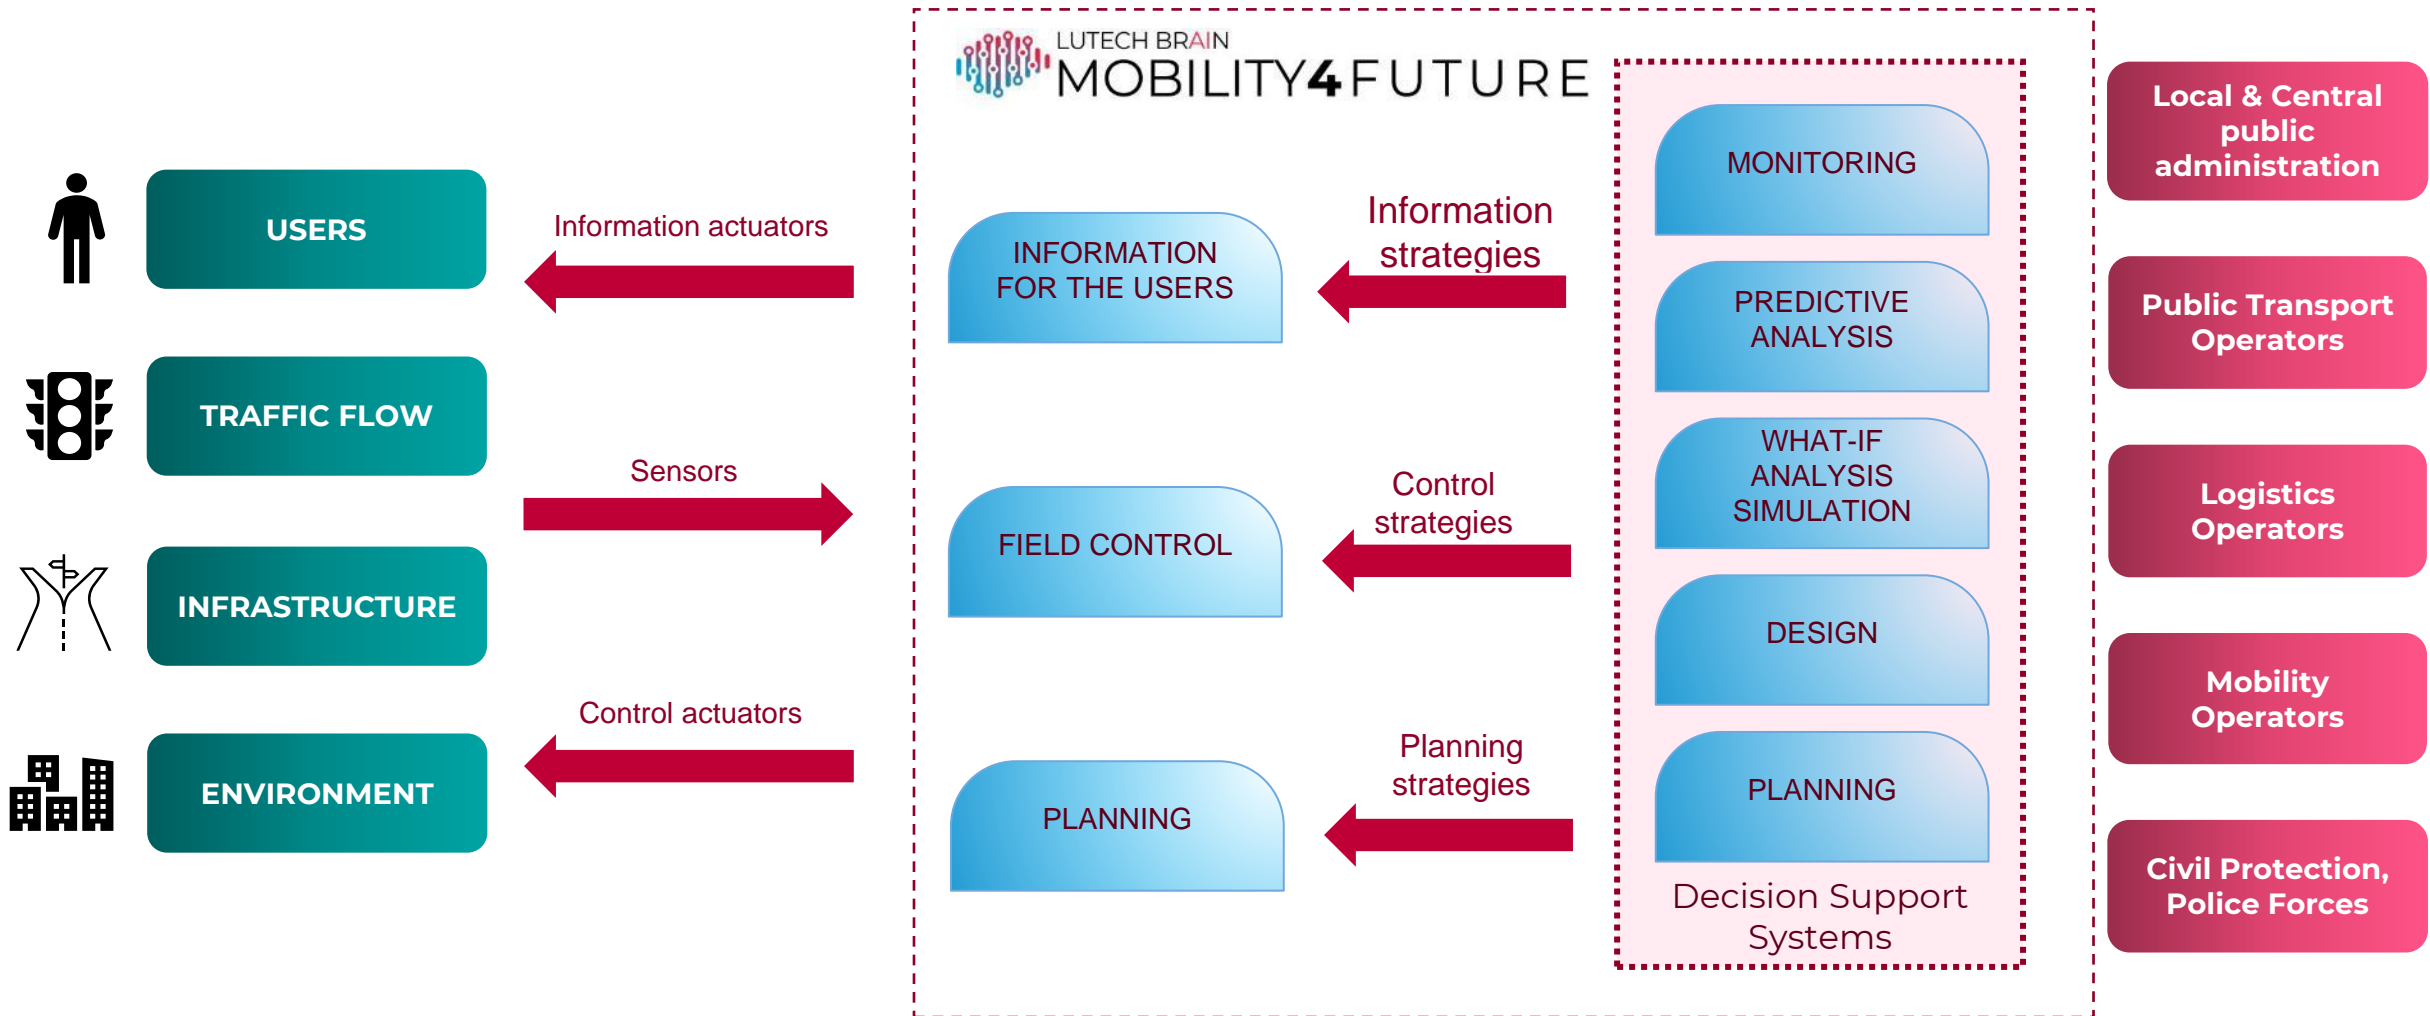 LUTECH BRAIN
MOBILITY4FUTURE
USERS
TRAFFIC FLOW
INFRASTRUCTURE
ENVIRONMENT
Information actuators
Sensors
Control actuators
INFORMATION
FOR THE USERS
FIELD CONTROL
PLANNING
Information
strategies
Control
strategies
Planning
strategies
MONITORING
PREDICTIVE
ANALYSIS
WHAT-IF
ANALYSIS
SIMULATION
DESIGN
PLANNING
Decision Support
Systems
Local & Central
public
administration
Public Transport
Operators
Logistics
Operators
Mobility
Operators
Civil Protection,
Police Forces